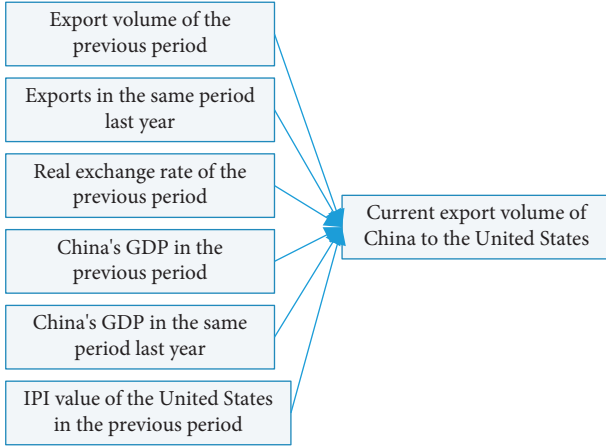 Export volume of the
previous period
Exports in the same period
last year
Real exchange rate of the
previous period
China's GDP in the
previous period
China's GDP in the same
period last year
IPI value of the United States
in the previous period
Current export volume of
China to the United States